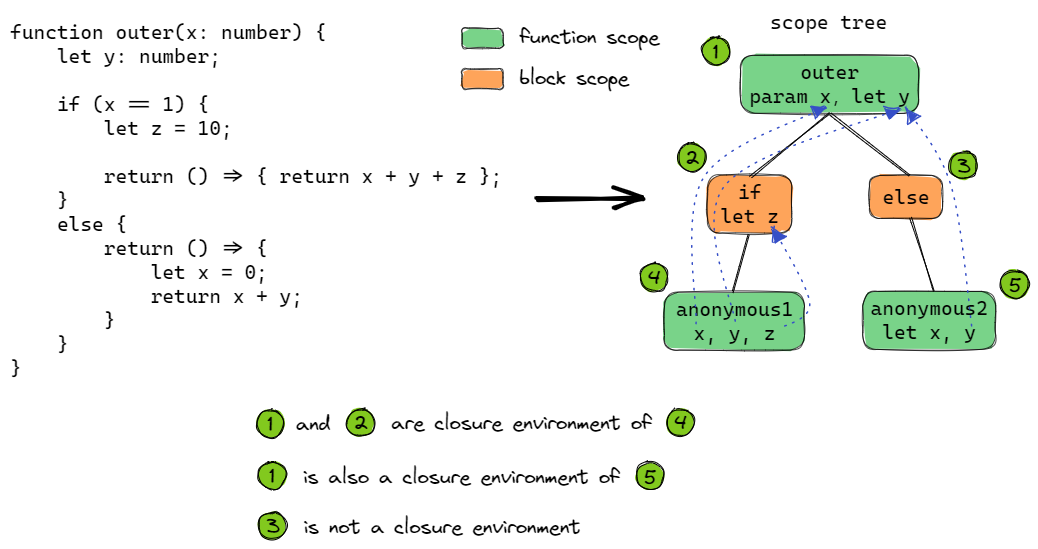 function outer(x: number) {
    let y: number;
    if (x == 1) {
        let z = 10;
        return () => { return x + y + z };
    }
    else {
        return () => {
            let x = 0;
            return x + y;
        }
    }
}
function scope
block scope
scope tree
1
outer
param x, let y
2
if
let z
3
else
4
anonymous1
x, y, z
5
anonymous2
let x, y
1 and 2 are closure environment of 4
1 is also a closure environment of 5
3 is not a closure environment